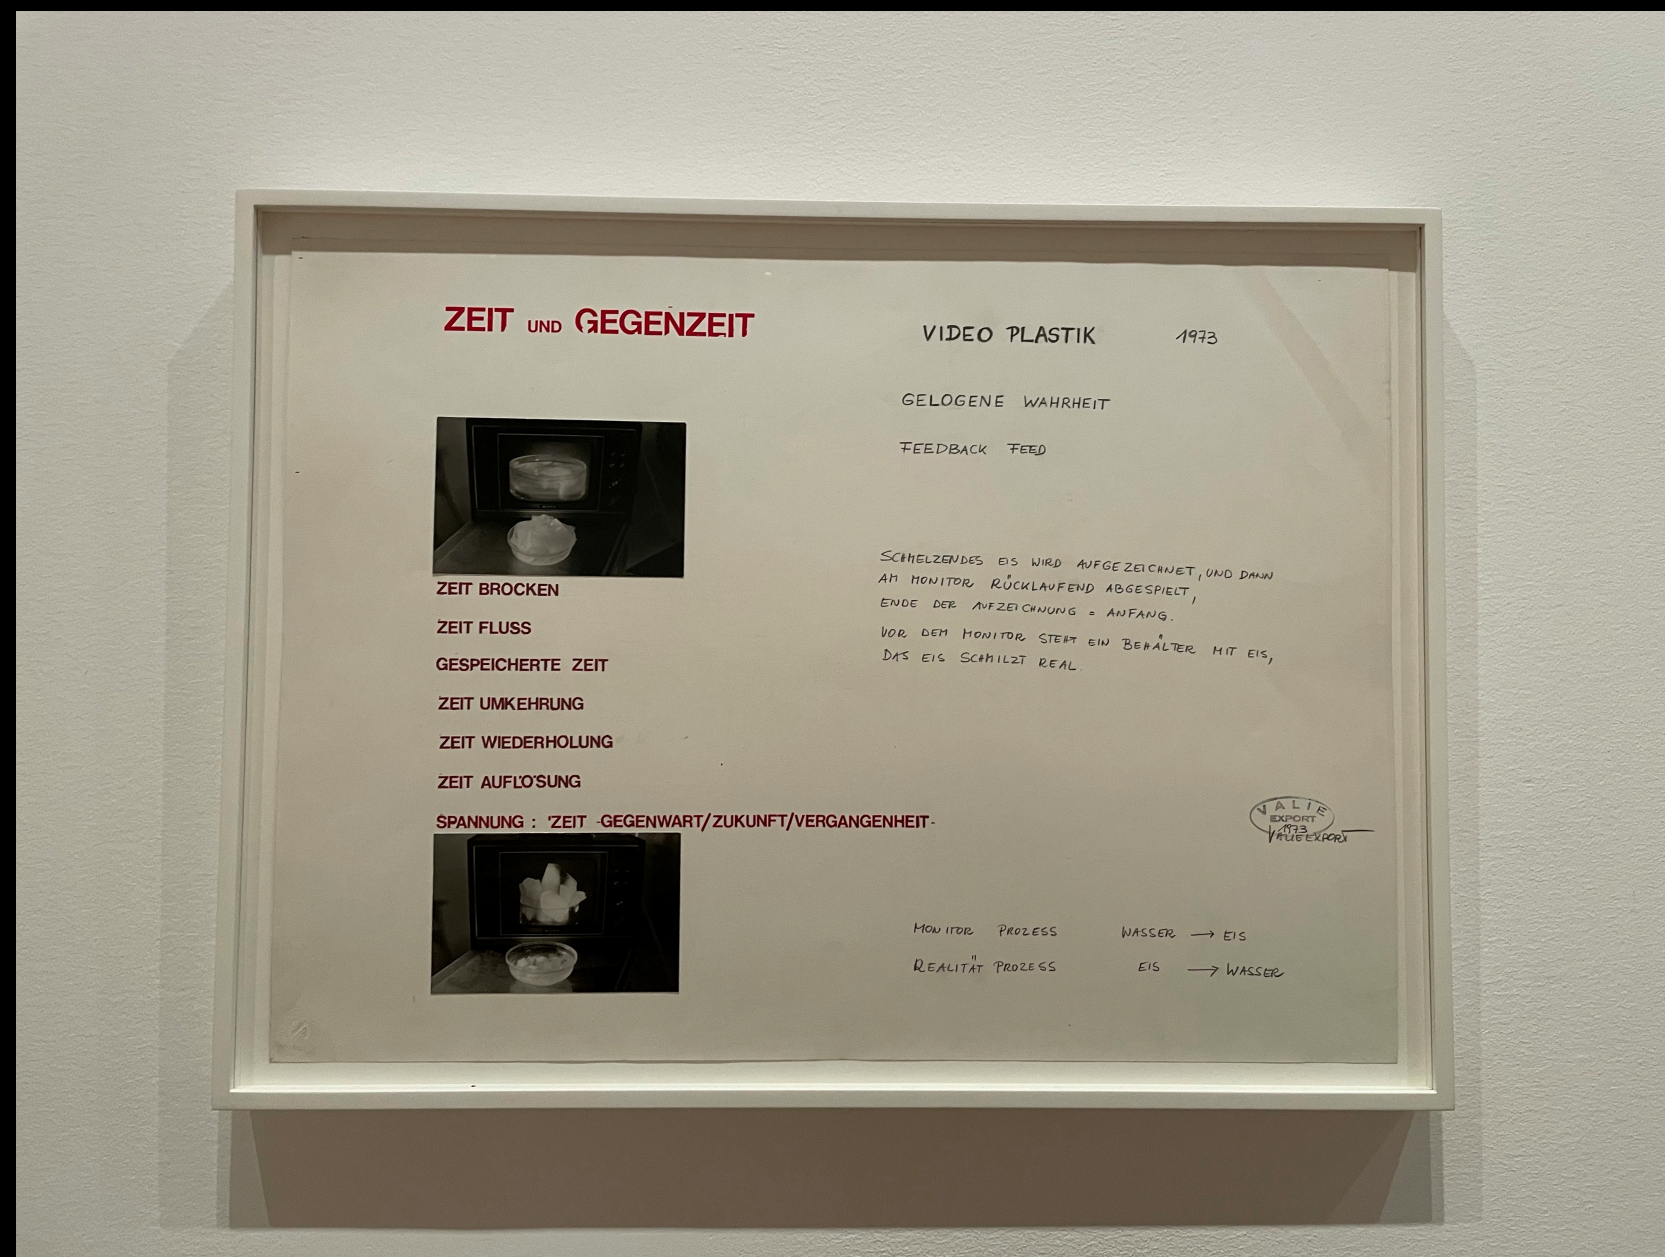 ZEIT UND GEGENZEIT
VIDEO PLASTIK 1973
GELOGENE WAHRHEIT
FEEDBACK FEED
SCHMELZENDES EIS WIRD AUFGEZEICHNET, UND DANN
AM MONITOR RÜCKLAUFEND ABGESPIELT,
ENDE DER AUFZEICHNUNG = ANFANG.
VOR DEM MONITOR STEHT EIN BEHÄLTER MIT EIS,
DAS EIS SCHMILZT REAL.
ZEIT BROCKEN
ZEIT FLUSS
GESPEICHERTE ZEIT
ZEIT UMKEHRUNG
ZEIT WIEDERHOLUNG
ZEIT AUFLÖSUNG
SPANNUNG : 'ZEIT -GEGENWART/ZUKUNFT/VERGANGENHEIT-
VALIE
EXPORT
1973
VALIE EXPORT
MONITOR PROZESS WASSER → EIS
REALITÄT PROZESS EIS → WASSER